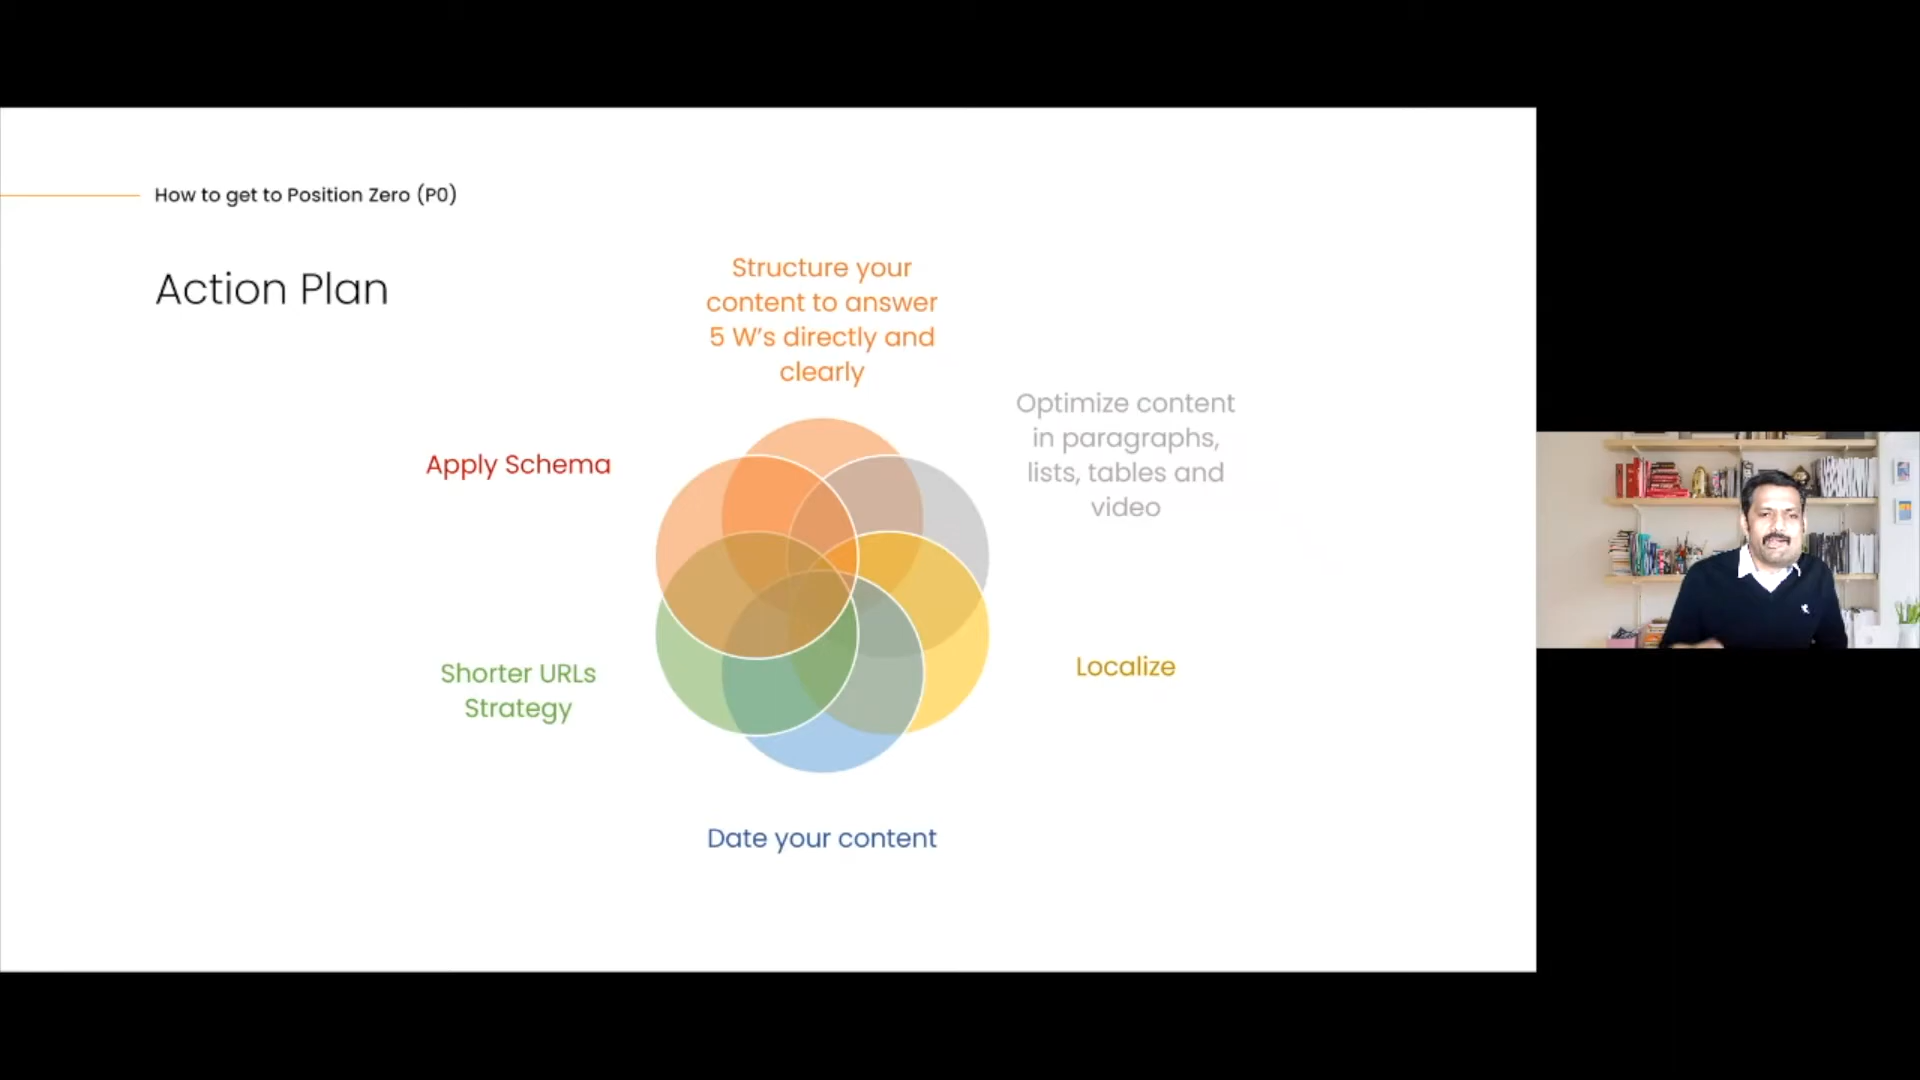 How to get to Position Zero (P0)
Action Plan
Structure your
content to answer
5 W's directly and
clearly
Optimize content
in paragraphs,
lists, tables and
video
Apply Schema
Localize
Shorter URLs
Strategy
Date your content